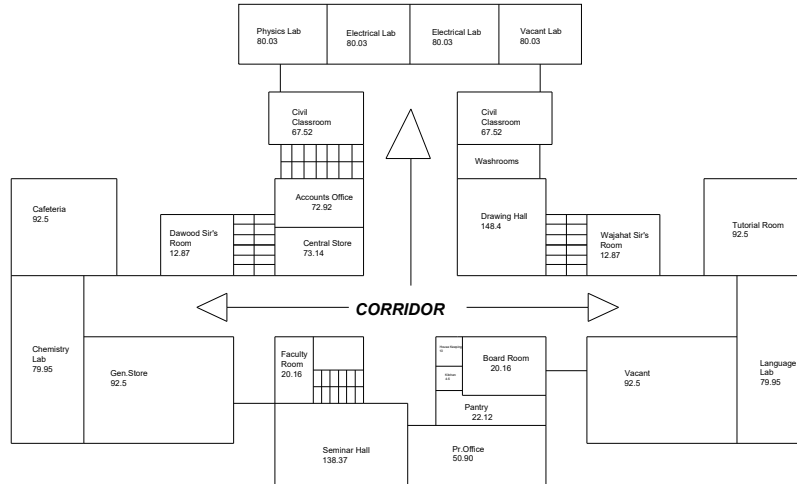 Physics Lab
80.03
Electrical Lab
80.03
Electrical Lab
80.03
Vacant Lab
80.03
Civil
Classroom
67.52
Civil
Classroom
67.52
Washrooms
Cafeteria
92.5
Accounts Office
72.92
Dawood Sir's
Room
12.87
Central Store
73.14
Drawing Hall
148.4
Wajahat Sir's
Room
12.87
Tutorial Room
92.5
CORRIDOR
Chemistry
Lab
79.95
Gen.Store
92.5
Faculty
Room
20.16
House Keeping
Kitchen
Board Room
20.16
Vacant
92.5
Language
Lab
79.95
Pantry
22.12
Seminar Hall
138.37
Pr.Office
50.90